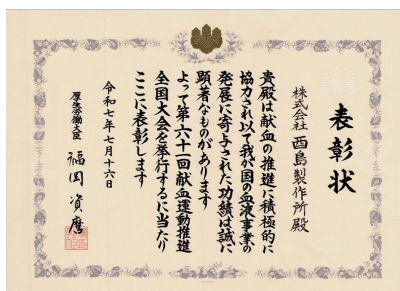 表彰状
株式会社 酉島製作所殿
貴殿は献血の推進に積極的に
協力され以て我が国の血液事業の
発展に寄与された功績は誠に
顕著なものがあります
よって第六十一回献血運動推進
全国大会を挙行するに当たり
ここに表彰します
令和七年七月十六日
厚生労働大臣 福岡資麿